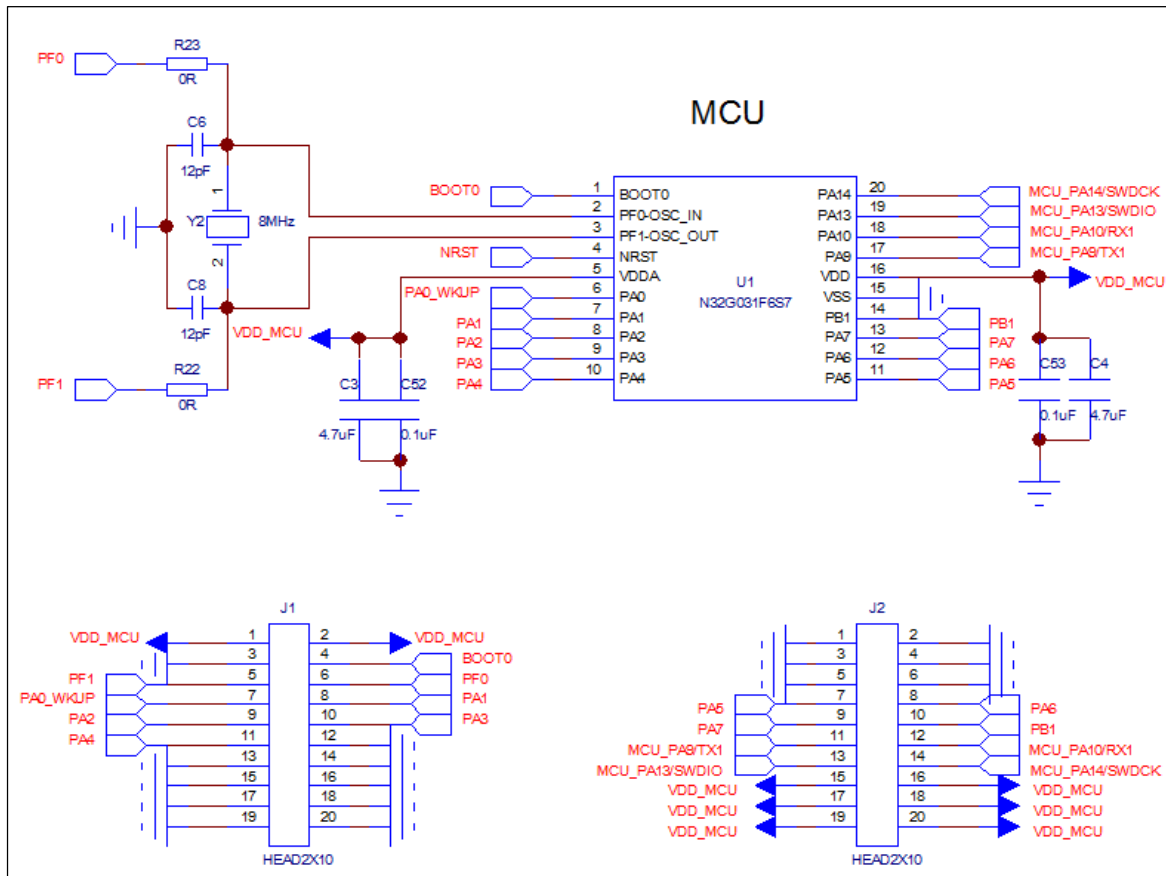 MCU
PF0
R23
0R
C6
12pF
1
Y2
8MHz
2
C8
12pF
PF1
R22
0R
BOOT0
1
BOOT0
2
PF0-OSC_IN
3
PF1-OSC_OUT
NRST
4
NRST
5
VDDA
PA0_WKUP
6
PA0
PA1
7
PA1
PA2
8
PA2
PA3
9
PA3
PA4
10
PA4
U1
N32G031F6S7
PA14
20
MCU_PA14/SWDCK
PA13
19
MCU_PA13/SWDIO
PA10
18
MCU_PA10/RX1
PA9
17
MCU_PA9/TX1
VDD
16
VDD_MCU
VSS
15
PB1
14
PB1
PA7
13
PA7
PA6
12
PA6
PA5
11
PA5
VDD_MCU
C3
C52
4.7uF
0.1uF
C53
C4
0.1uF
4.7uF
J1
VDD_MCU
1
2
VDD_MCU
3
4
BOOT0
PF1
5
6
PF0
PA0_WKUP
7
8
PA1
PA2
9
10
PA3
PA4
11
12
13
14
15
16
17
18
19
20
HEAD2X10
J2
1
2
3
4
5
6
PA5
7
8
PA6
PA7
9
10
PB1
MCU_PA9/TX1
11
12
MCU_PA10/RX1
MCU_PA13/SWDIO
13
14
MCU_PA14/SWDCK
VDD_MCU
15
16
VDD_MCU
VDD_MCU
17
18
VDD_MCU
VDD_MCU
19
20
VDD_MCU
HEAD2X10